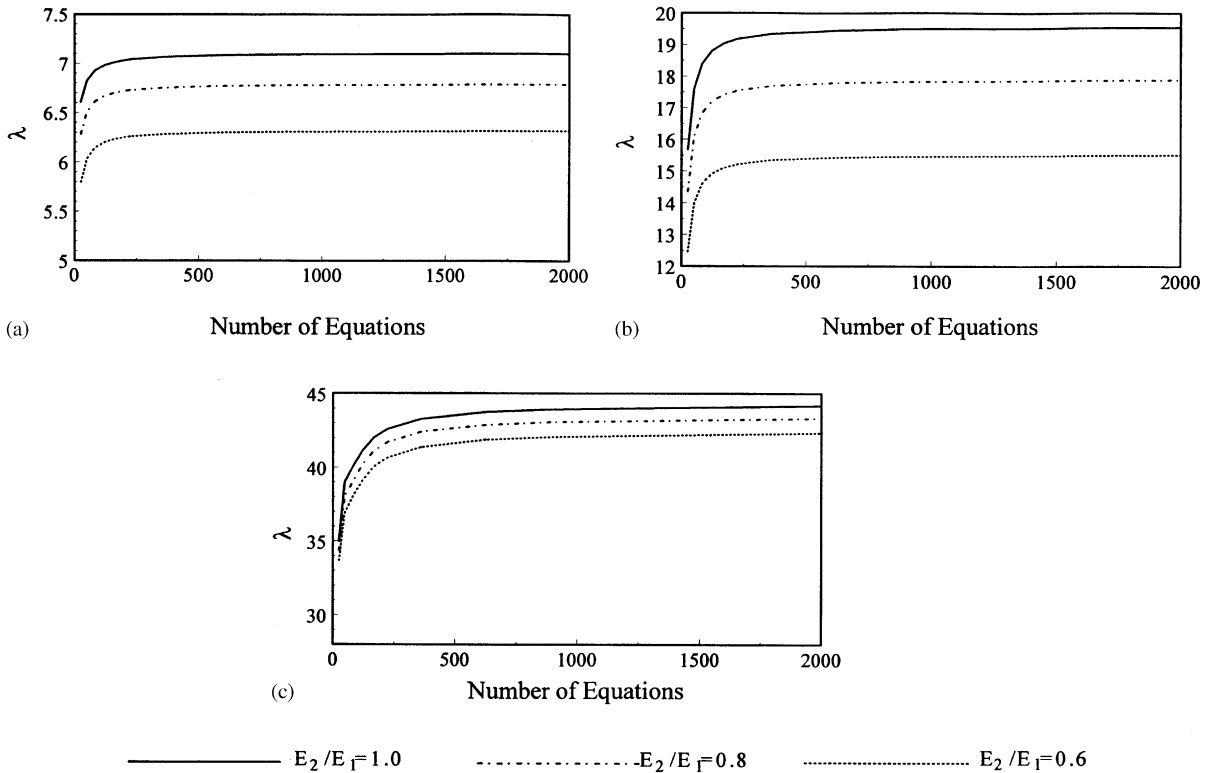 7.5
7
6.5
6
5.5
5
λ
0
500
1000
1500
2000
(a)
Number of Equations
20
19
18
17
16
15
14
13
12
λ
0
500
1000
1500
2000
(b)
Number of Equations
45
40
35
30
λ
0
500
1000
1500
2000
(c)
Number of Equations
E₂/E₁=1.0
E₂/E₁=0.8
E₂/E₁=0.6